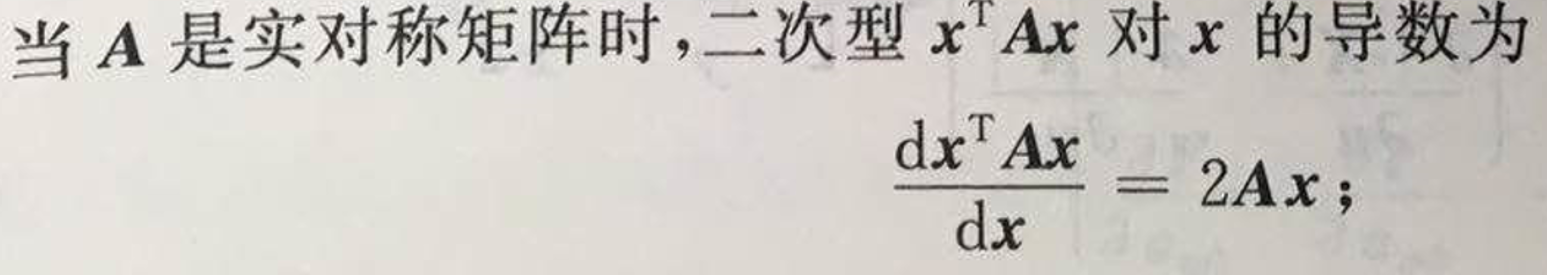 当 A 是实对称矩阵时,二次型 xᵀAx 对 x 的导数为
dxᵀAx/dx = 2Ax;